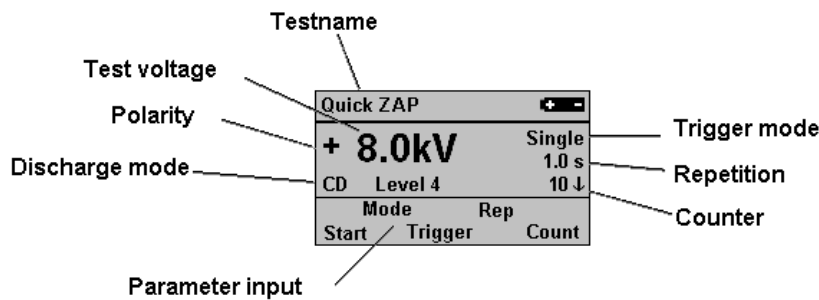 Testname
Test voltage
Polarity
Discharge mode
Quick ZAP
+ 8.0kV
Single
1.0 s
CD Level 4
10 ↓
Mode Rep
Start Trigger Count
Trigger mode
Repetition
Counter
Parameter input